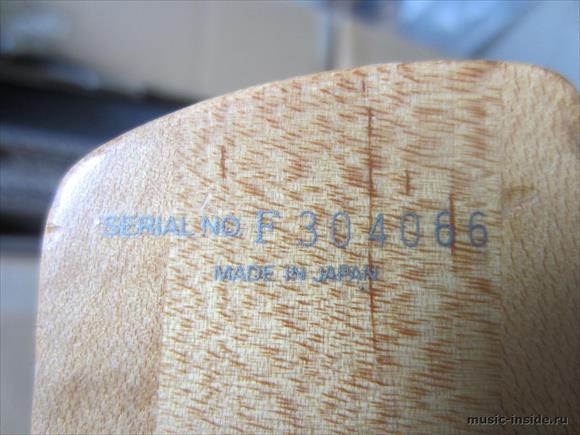 SERIAL NO. F 304066
MADE IN JAPAN
music-inside.ru